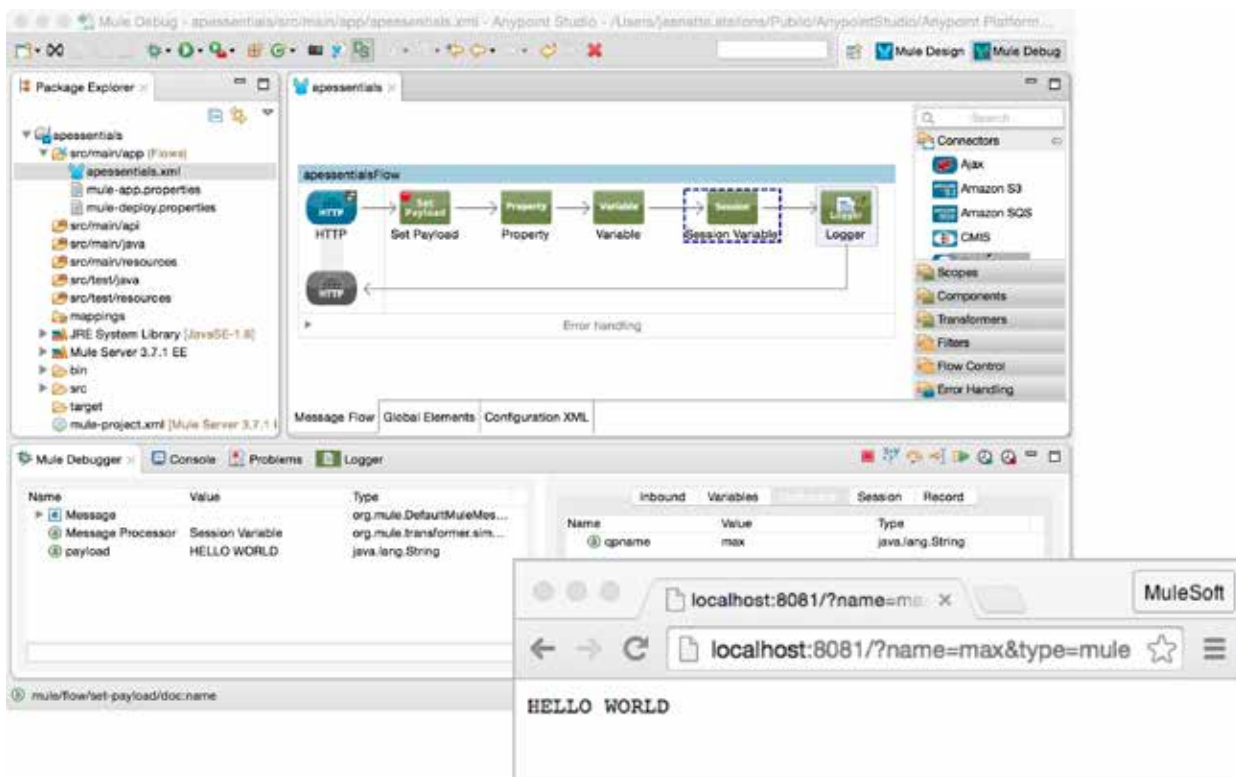 Mule Debug - apessentials/src/main/app/apessentials.xml - Anypoint Studio - /Users/
Mule Design
Mule Debug
Package Explorer
apessentials
src/main/app (Flows)
apessentials.xml
mule-app.properties
mule-deploy.properties
src/main/api
src/main/java
src/main/resources
src/test/java
src/test/resources
mappings
JRE System Library [JavaSE-1.8]
Mule Server 3.7.1 EE
bin
src
target
mule-project.xml [Mule Server 3.7.1
apessentials
apessentialsFlow
HTTP
Set Payload
Property
Variable
Session
Logger
HTTP
Set Payload
Property
Variable
Session Variable
Logger
HTTP
Error handling
Message Flow
Global Elements
Configuration XML
Search
Connectors
Ajax
Amazon S3
Amazon SQS
CMIS
Scopes
Components
Transformers
Filters
Flow Control
Error Handling
Mule Debugger
Console
Problems
Logger
Name Value Type
Message org.mule.DefaultMuleMes...
Message Processor Session Variable org.mule.transformer.sim...
payload HELLO WORLD java.lang.String
Inbound Variables Session Record
Name Value Type
qpname max java.lang.String
mule/flow/set-payload/doc:name
localhost:8081/?name=ma
MuleSoft
localhost:8081/?name=max&type=mule
HELLO WORLD